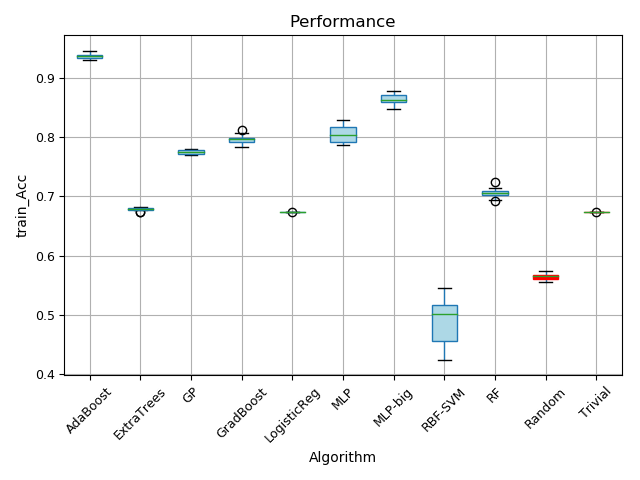 Performance
train_Acc
0.9
0.8
0.7
0.6
0.5
0.4
AdaBoost
ExtraTrees
GP
GradBoost
LogisticReg
MLP
MLP-big
RBF-SVM
RF
Random
Trivial
Algorithm